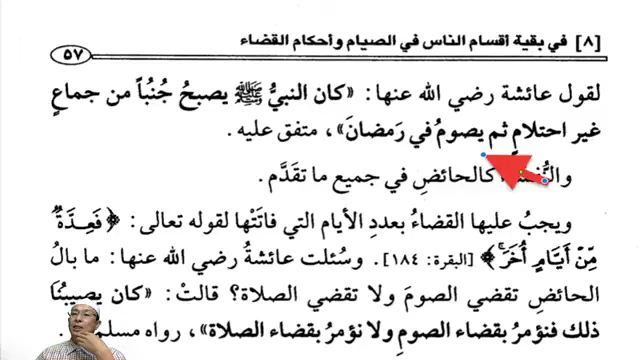 [٨] في بقية أقسام الناس في الصيام وأحكام القضاء
٥٧
لقول عائشة رضي الله عنها: «كان النبيُّ ﷺ يصبحُ جُنُباً من جماعٍ
غير احتلامٍ ثم يصومُ في رَمضانَ»، متفق عليه.
والنُّفساءُ كالحائضِ في جميع ما تقَدَّم.
ويجبُ عليها القضاءُ بعددِ الأيام التي فاتَتْها لقوله تعالى: ﴿فَعِدَّةٌ
مِّنْ أَيَّامٍ أُخَرَ﴾ [البقرة: ١٨٤]. وسُئلت عائشةُ رضي الله عنها: ما بالُ
الحائضِ تقضي الصومَ ولا تقضي الصلاة؟ قالتْ: «كان يصيبُنا
ذلك فنؤمرُ بقضاء الصومِ ولا نؤمرُ بقضاء الصلاة»، رواه مسلم.